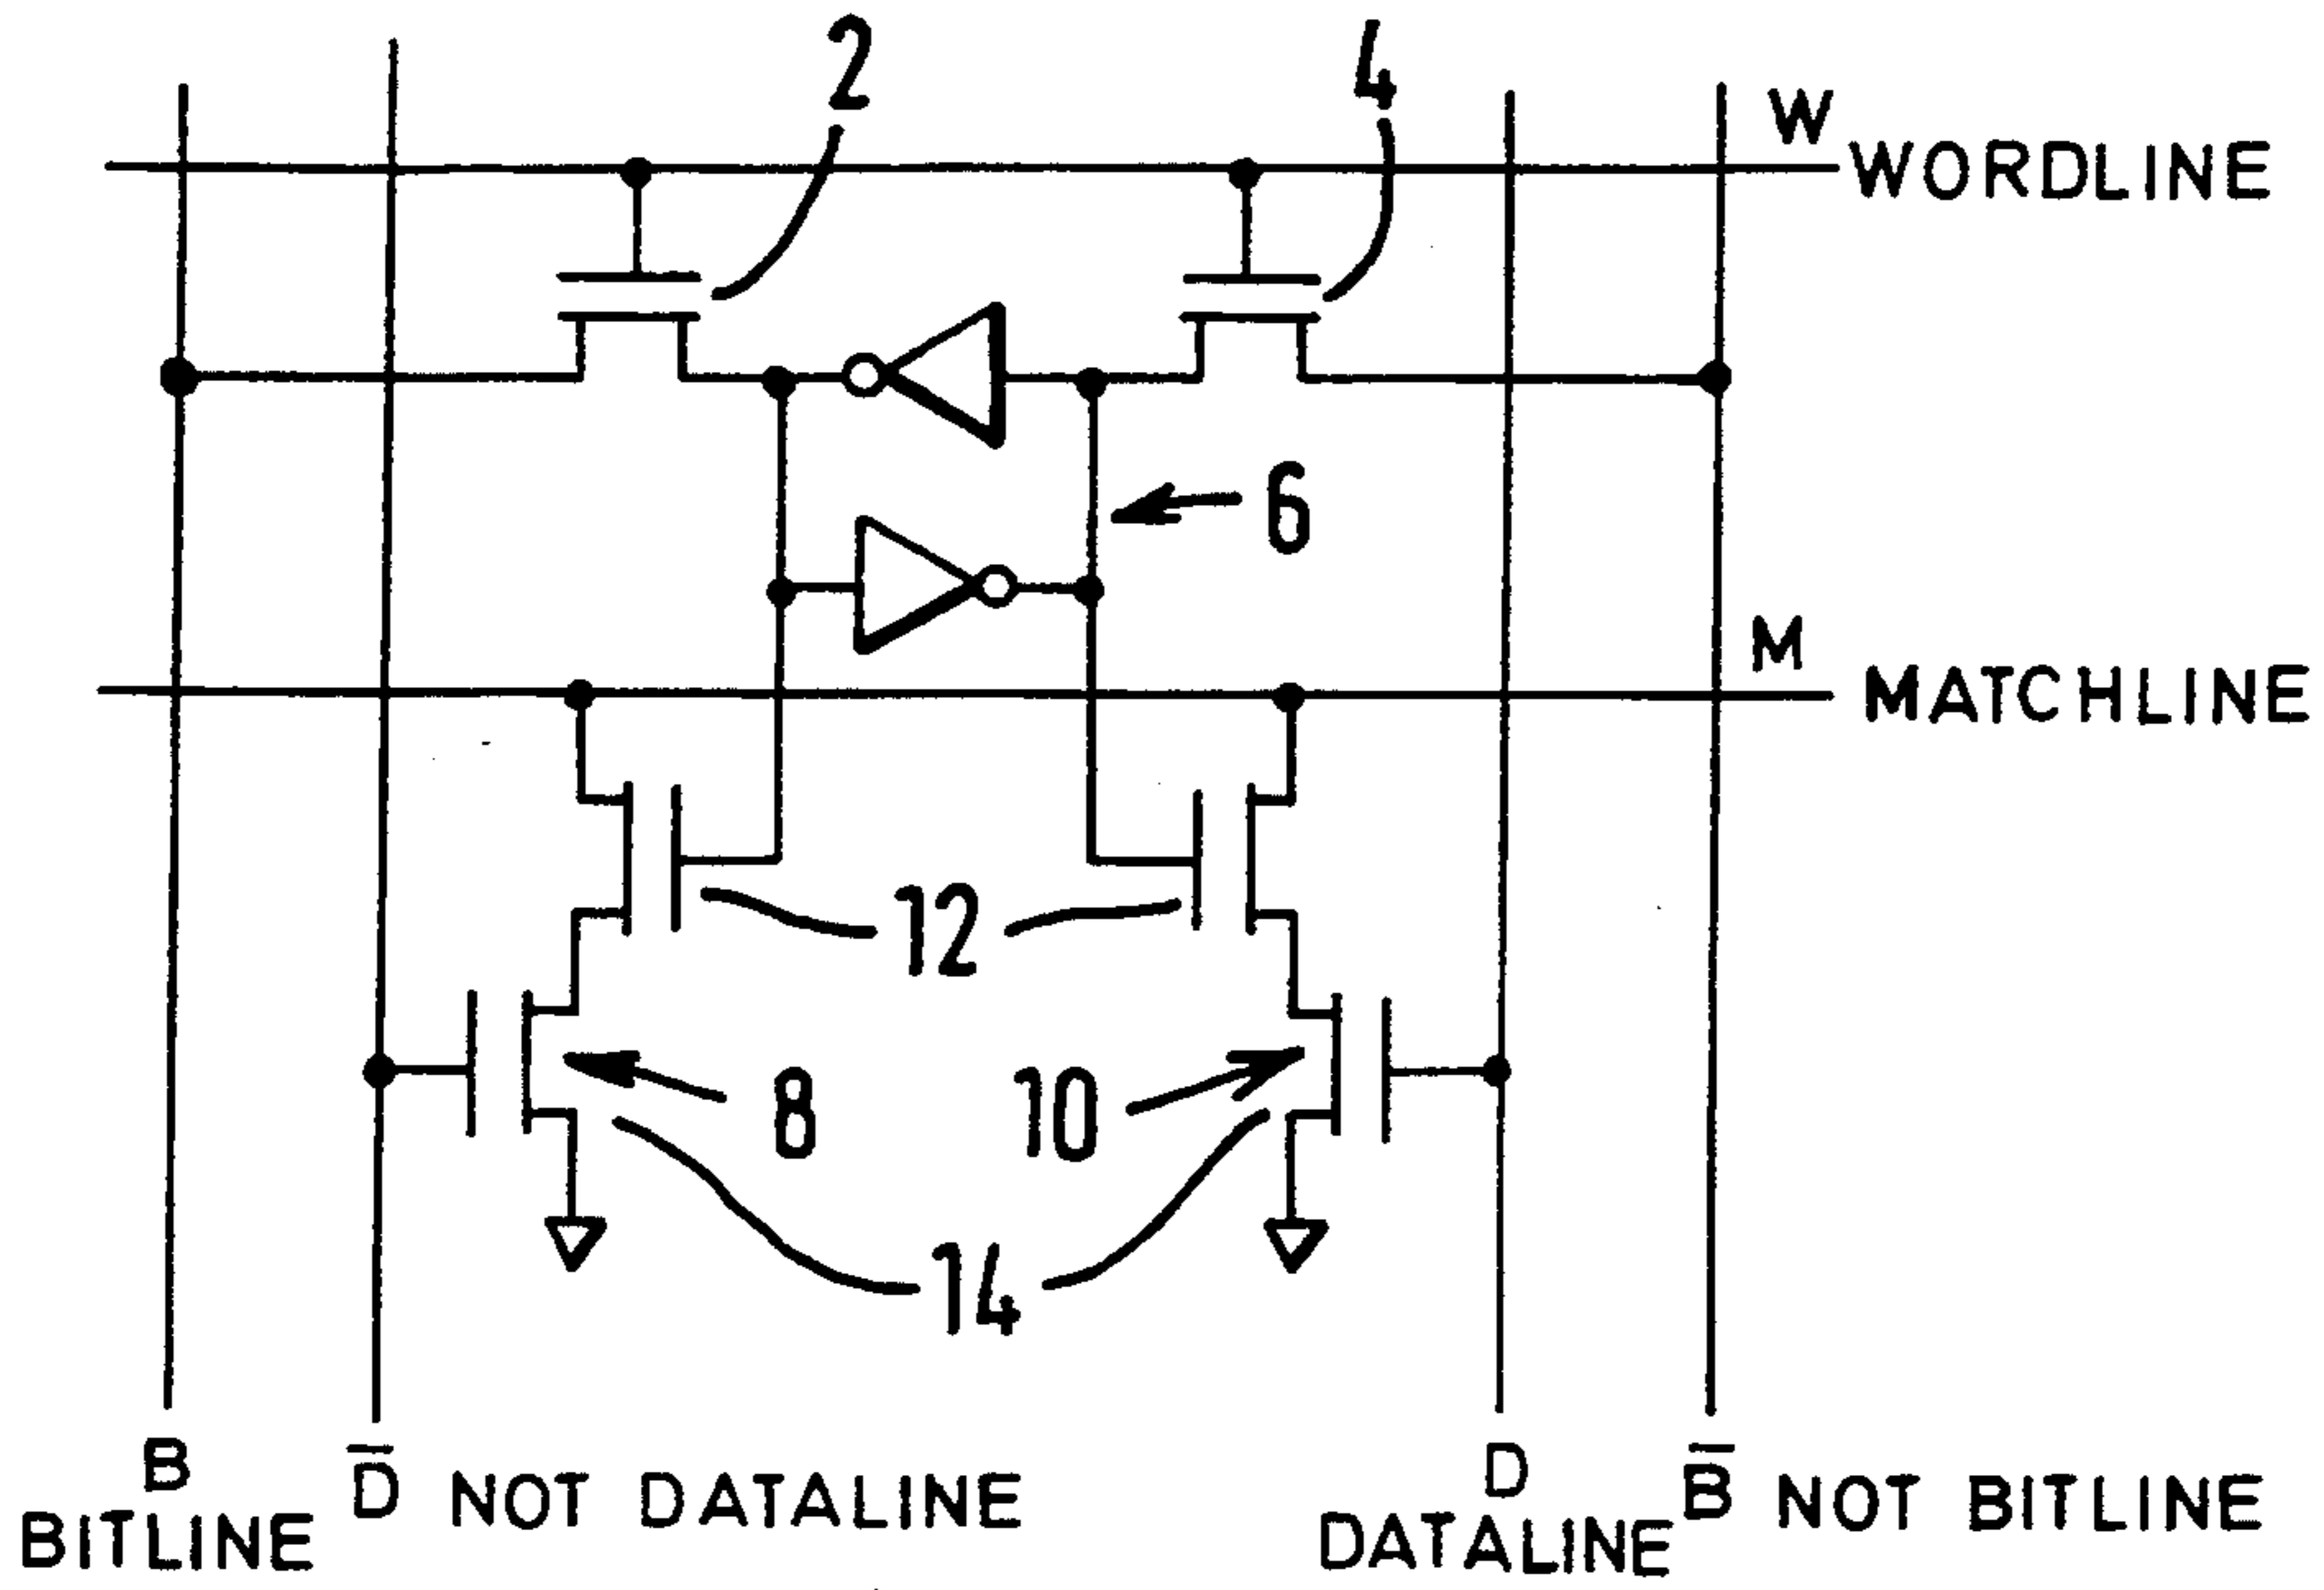 2
4
W
WORDLINE
6
M
MATCHLINE
12
8
10
14
B
BITLINE
D̅ NOT DATALINE
D
DATALINE
B̅ NOT BITLINE